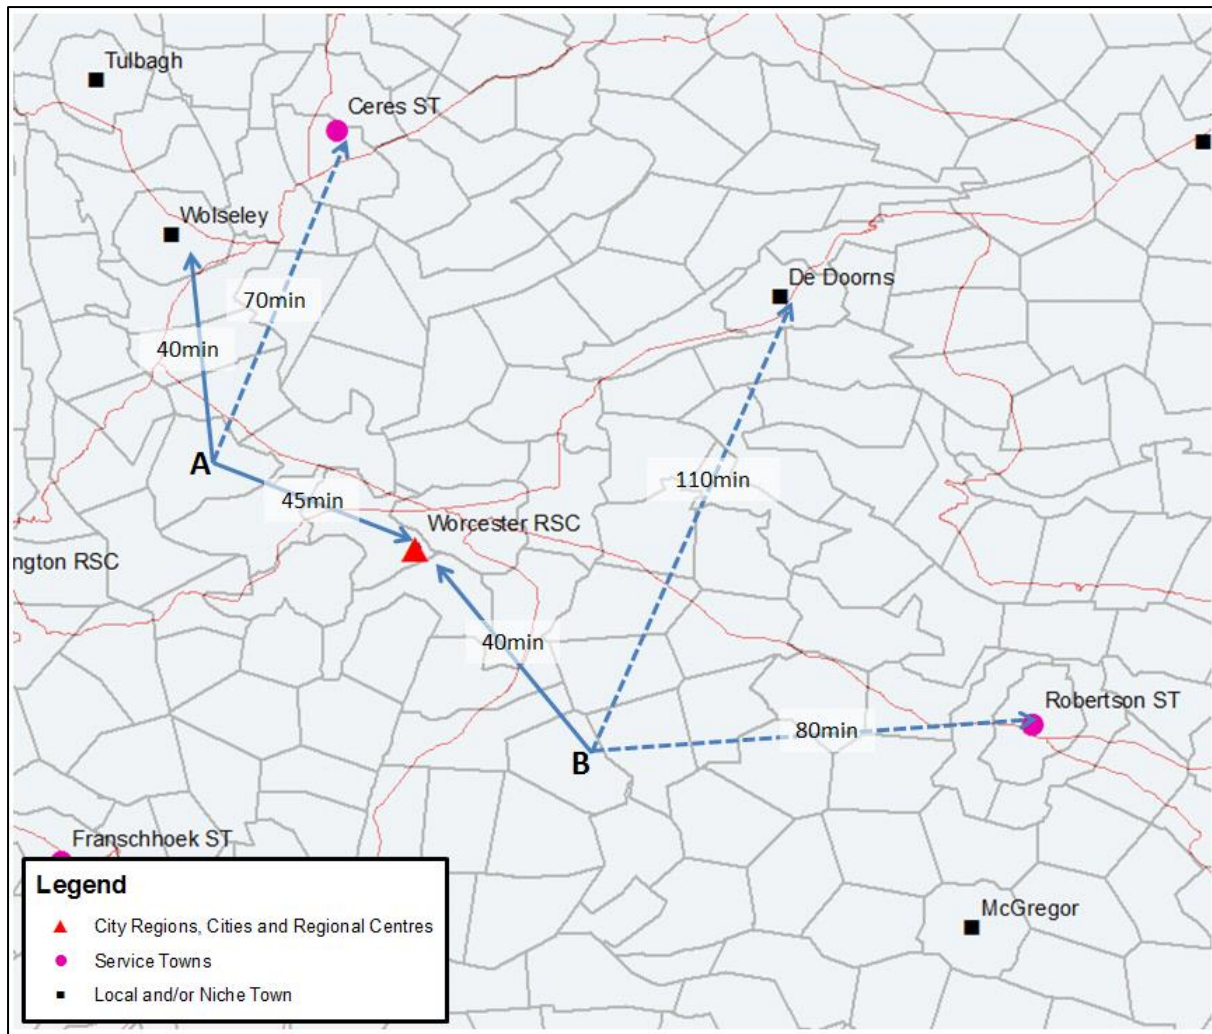 Tulbagh
Ceres ST
Wolseley
De Doorns
70min
40min
A
110min
45min
Worcester RSC
ngton RSC
40min
Robertson ST
80min
B
Franschhoek ST
McGregor
Legend
City Regions, Cities and Regional Centres
Service Towns
Local and/or Niche Town